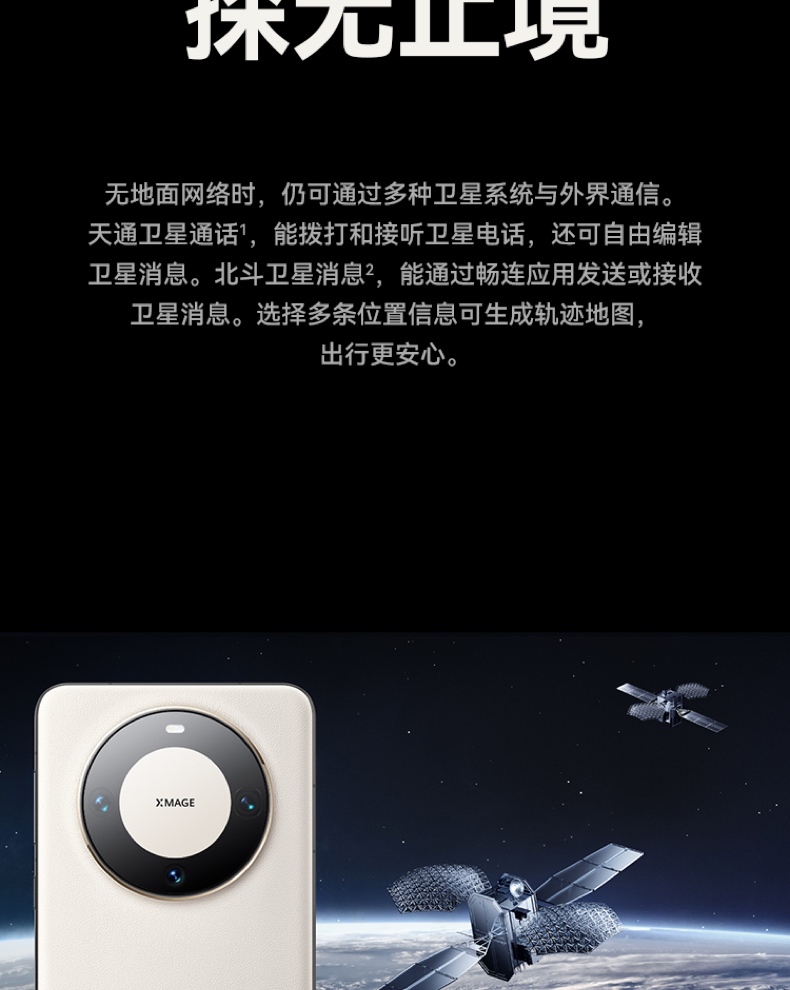 探无止境
无地面网络时，仍可通过多种卫星系统与外界通信。
天通卫星通话¹，能拨打和接听卫星电话，还可自由编辑
卫星消息。北斗卫星消息²，能通过畅连应用发送或接收
卫星消息。选择多条位置信息可生成轨迹地图，
出行更安心。
XMAGE